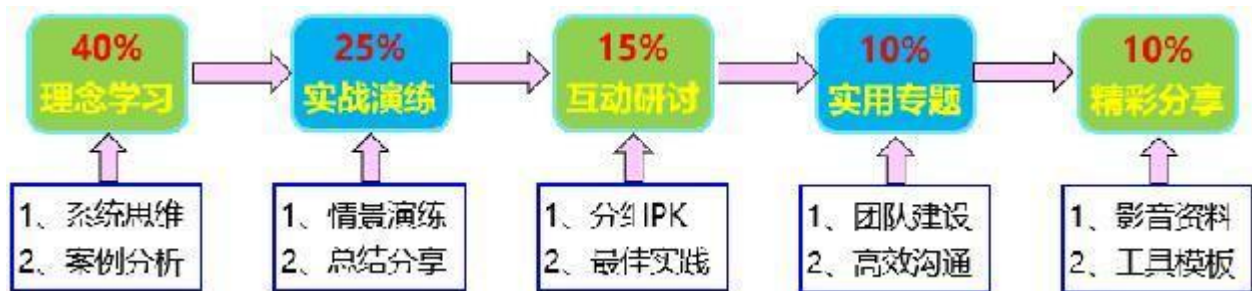 40%
理念学习
25%
实战演练
15%
互动研讨
10%
实用专题
10%
精彩分享
1、系统思维
2、案例分析
1、情景演练
2、总结分享
1、分组PK
2、最佳实践
1、团队建设
2、高效沟通
1、影音资料
2、工具模板